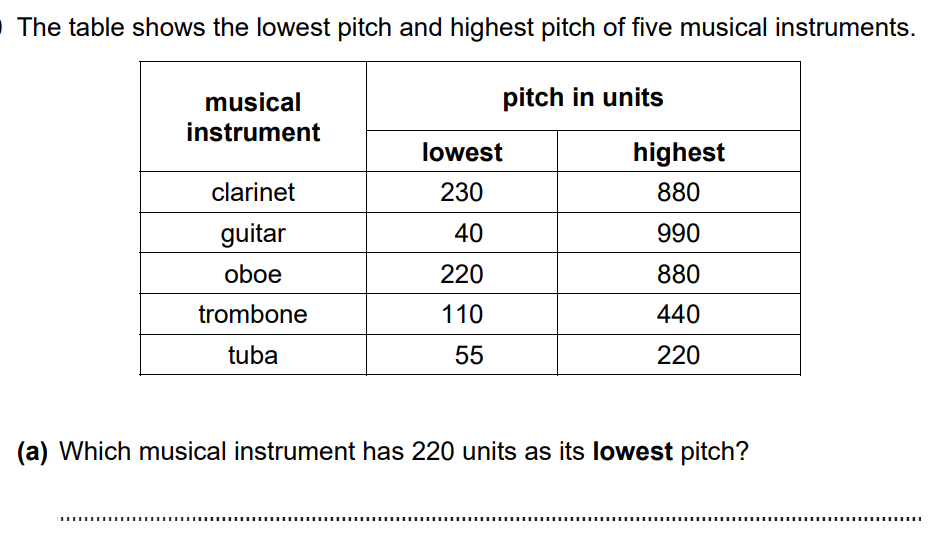 The table shows the lowest pitch and highest pitch of five musical instruments.
musical instrument pitch in units
lowest highest
clarinet 230 880
guitar 40 990
oboe 220 880
trombone 110 440
tuba 55 220
(a) Which musical instrument has 220 units as its lowest pitch?